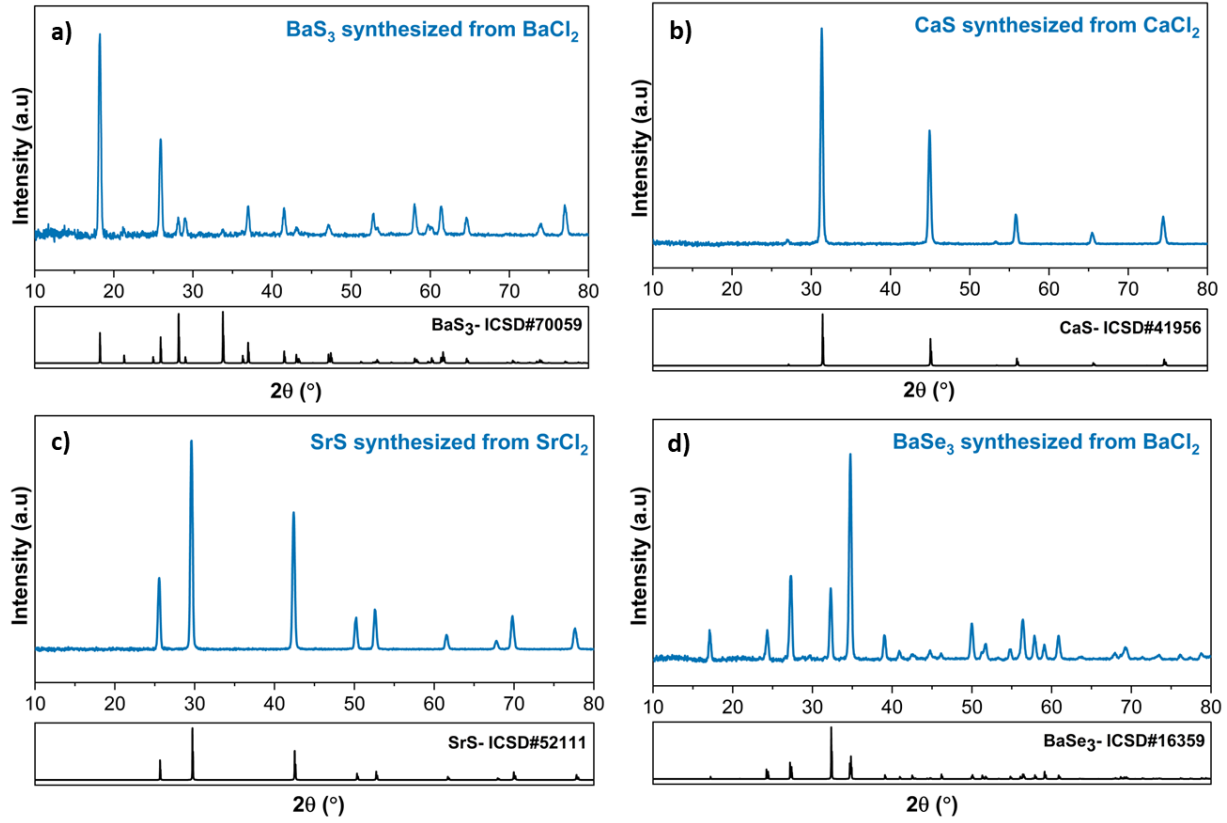 a)
BaS₃ synthesized from BaCl₂
Intensity (a.u)
10 20 30 40 50 60 70 80
BaS₃- ICSD#70059
2θ (°)
b)
CaS synthesized from CaCl₂
Intensity (a.u)
10 20 30 40 50 60 70 80
CaS- ICSD#41956
2θ (°)
c)
SrS synthesized from SrCl₂
Intensity (a.u)
10 20 30 40 50 60 70 80
SrS- ICSD#52111
2θ (°)
d)
BaSe₃ synthesized from BaCl₂
Intensity (a.u)
10 20 30 40 50 60 70 80
BaSe₃- ICSD#16359
2θ (°)